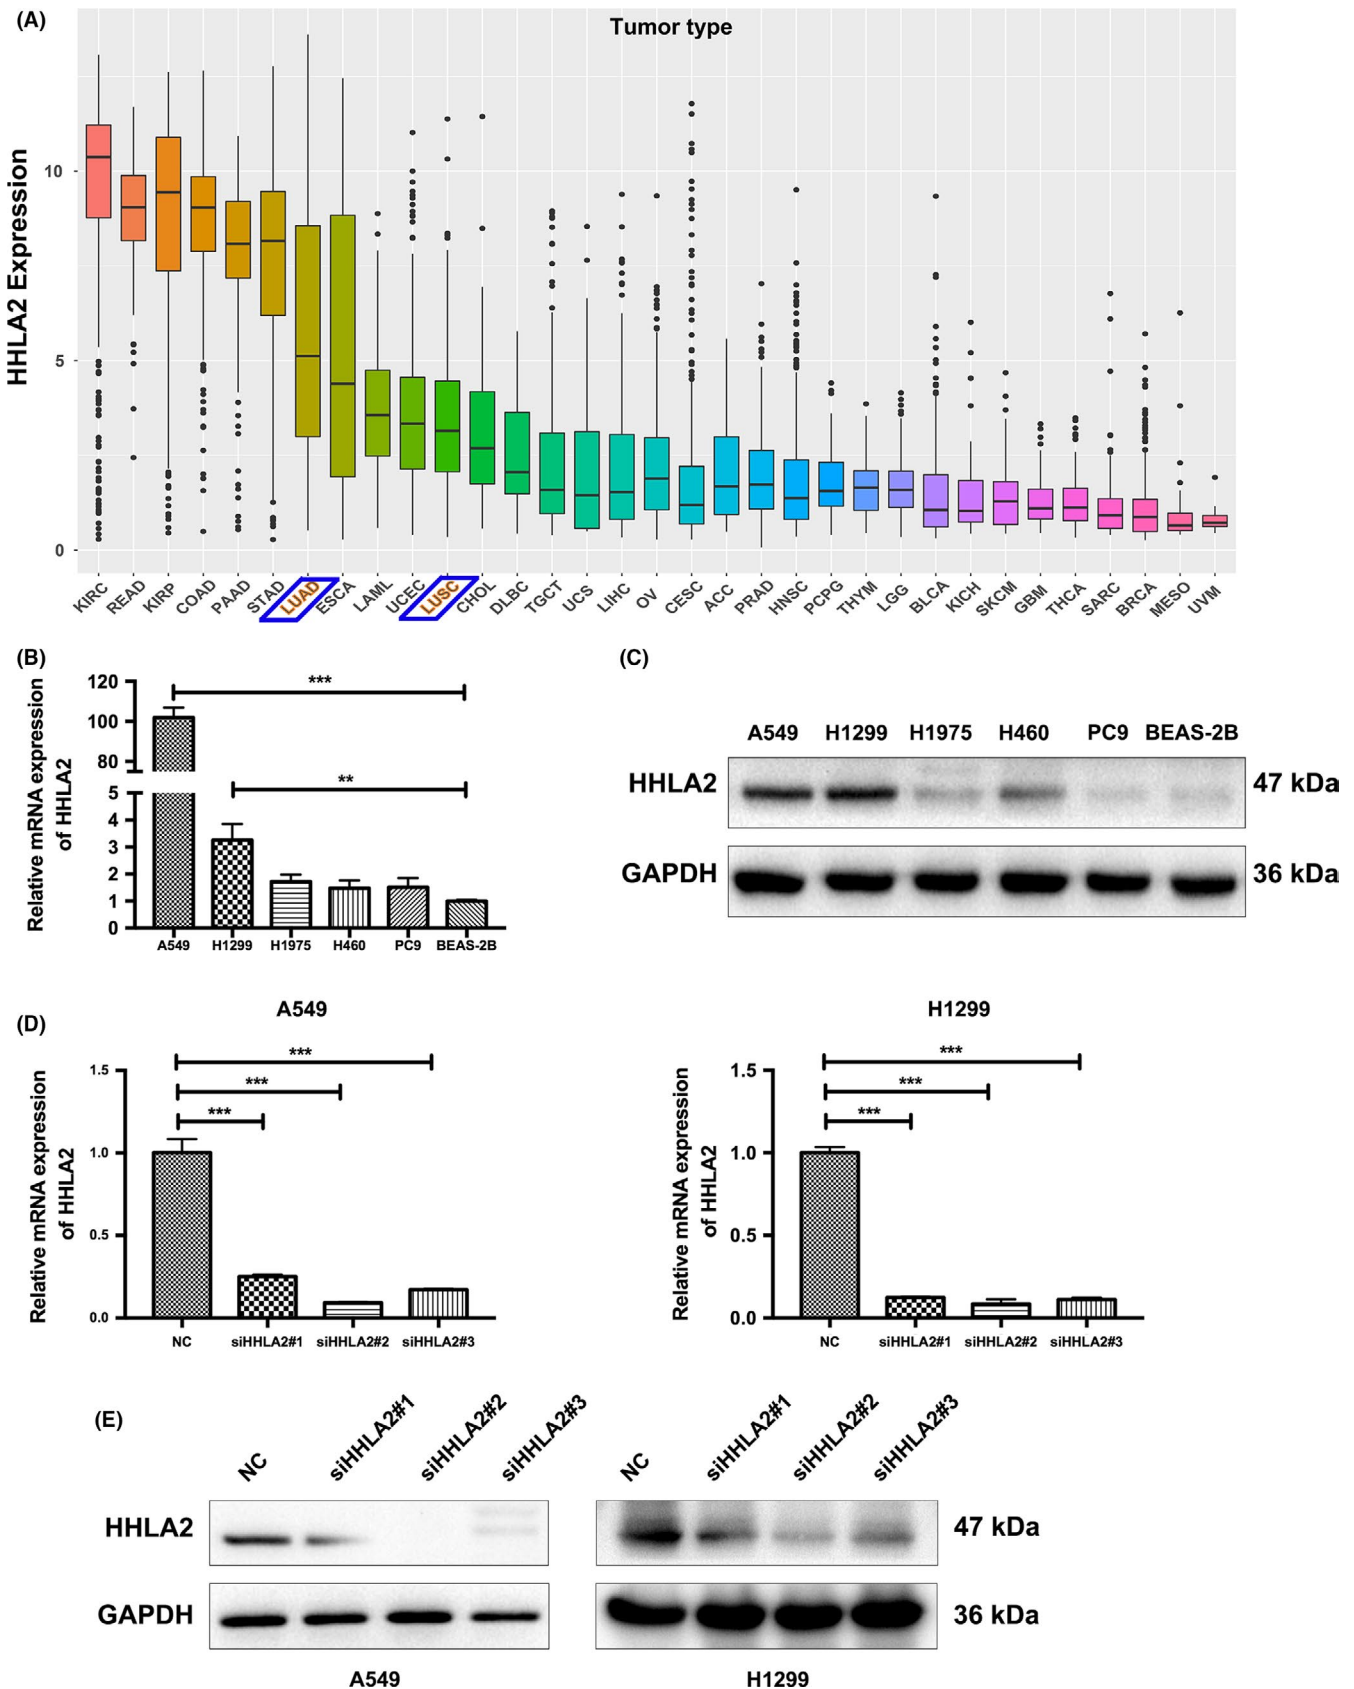 (A)
Tumor type
HHLA2 Expression
10
5
0
KIRC READ KIRP COAD PAAD STAD LUAD ESCA LAML UCEC LUSC CHOL DLBC TGCT UCS LIHC OV CESC ACC PRAD HNSC PCPG THYM LGG BLCA KICH SKCM GBM THCA SARC BRCA MESO UVM
(B)
Relative mRNA expression
of HHLA2
120
100
80
5
4
3
2
1
0
***
**
A549 H1299 H1975 H460 PC9 BEAS-2B
(C)
A549 H1299 H1975 H460 PC9 BEAS-2B
HHLA2 47 kDa
GAPDH 36 kDa
(D)
A549
Relative mRNA expression
of HHLA2
1.5
1.0
0.5
0.0
***
***
***
NC siHHLA2#1 siHHLA2#2 siHHLA2#3
H1299
Relative mRNA expression
of HHLA2
1.5
1.0
0.5
0.0
***
***
***
NC siHHLA2#1 siHHLA2#2 siHHLA2#3
(E)
NC siHHLA2#1 siHHLA2#2 siHHLA2#3 NC siHHLA2#1 siHHLA2#2 siHHLA2#3
HHLA2 47 kDa
GAPDH 36 kDa
A549 H1299